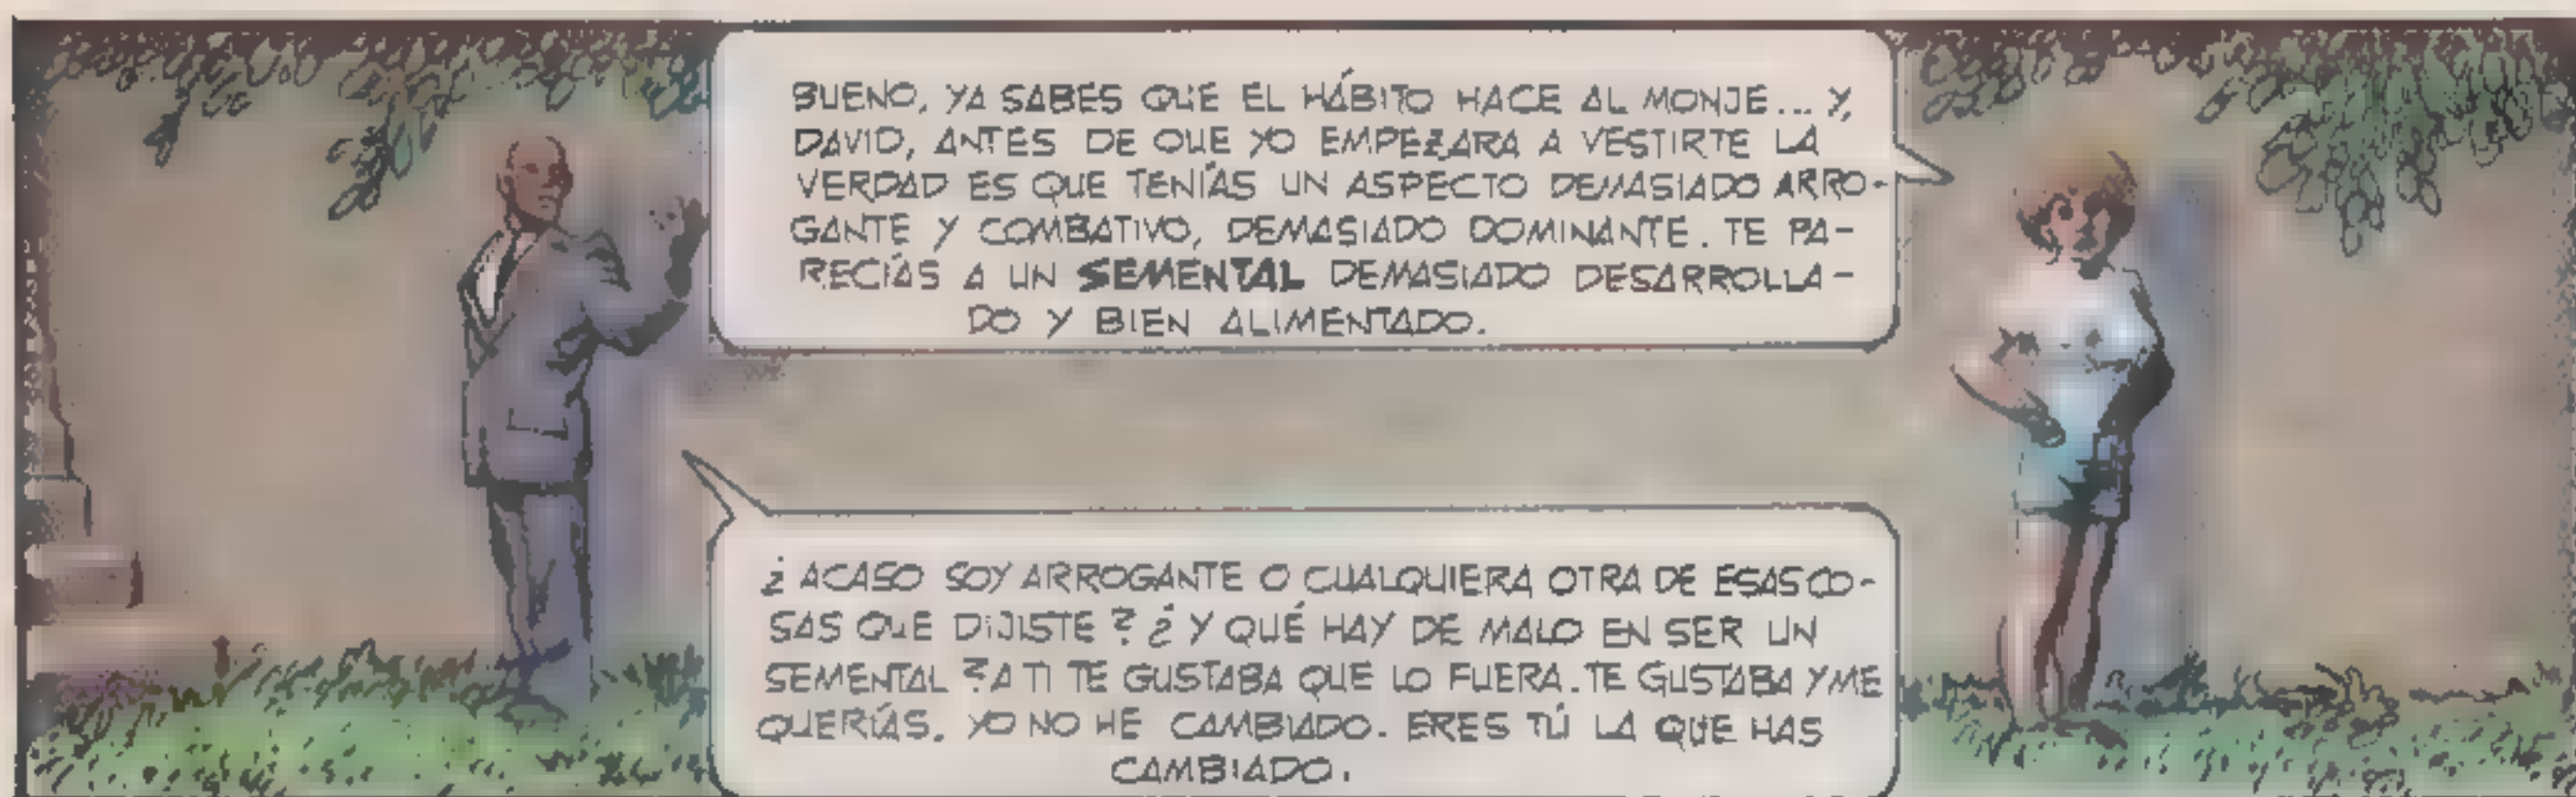 BUENO, YA SABES QUE EL HÁBITO HACE AL MONJE... Y,
DAVID, ANTES DE QUE YO EMPEZARA A VESTIRTE LA
VERDAD ES QUE TENÍAS UN ASPECTO DEMASIADO ARRO-
GANTE Y COMBATIVO, DEMASIADO DOMINANTE. TE PA-
RECÍAS A UN SEMENTAL DEMASIADO DESARROLLA-
DO Y BIEN ALIMENTADO.
¿ACASO SOY ARROGANTE O CUALQUIERA OTRA DE ESAS CO-
SAS QUE DIJISTE? ¿Y QUÉ HAY DE MALO EN SER UN
SEMENTAL? A TI TE GUSTABA QUE LO FUERA. TE GUSTABA Y ME
QUERÍAS. YO NO HE CAMBIADO. ERES TÚ LA QUE HAS
CAMBIADO.